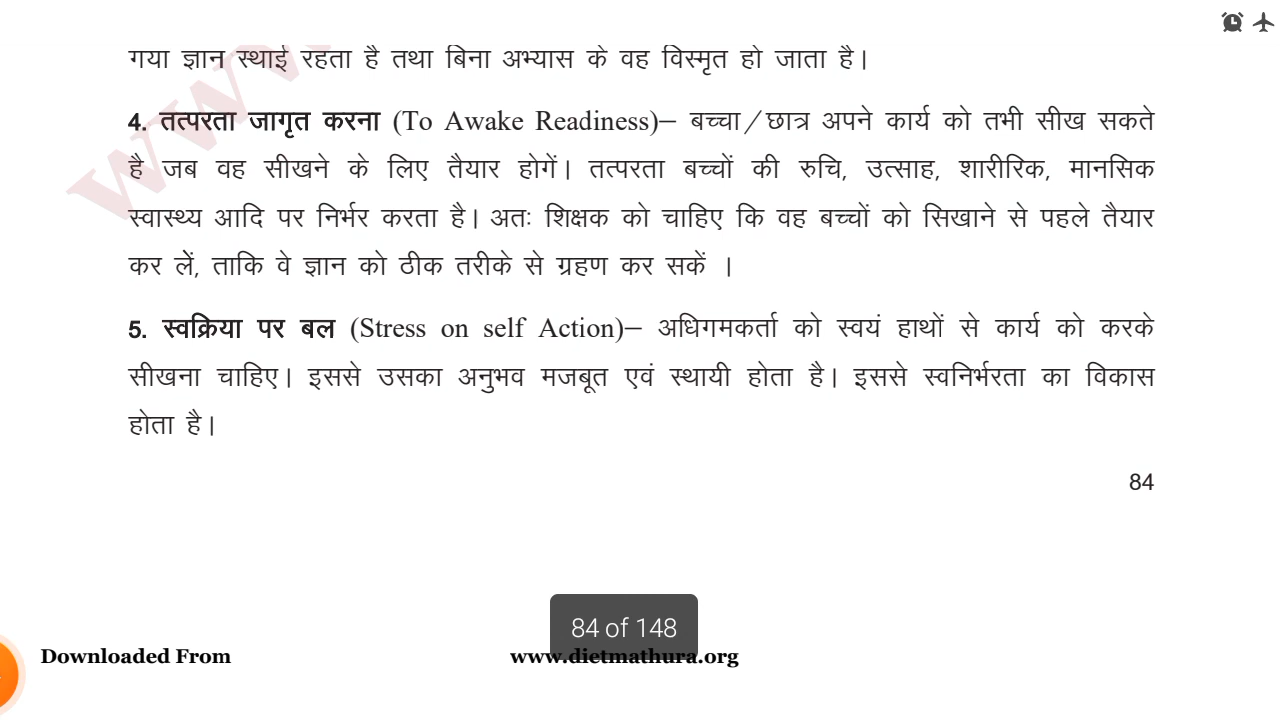 गया ज्ञान स्थाई रहता है तथा बिना अभ्यास के वह विस्मृत हो जाता है।
4. तत्परता जागृत करना (To Awake Readiness)– बच्चा/छात्र अपने कार्य को तभी सीख सकते
है जब वह सीखने के लिए तैयार होगें। तत्परता बच्चों की रुचि, उत्साह, शारीरिक, मानसिक
स्वास्थ्य आदि पर निर्भर करता है। अतः शिक्षक को चाहिए कि वह बच्चों को सिखाने से पहले तैयार
कर लें, ताकि वे ज्ञान को ठीक तरीके से ग्रहण कर सकें ।
5. स्वक्रिया पर बल (Stress on self Action)– अधिगमकर्ता को स्वयं हाथों से कार्य को करके
सीखना चाहिए। इससे उसका अनुभव मजबूत एवं स्थायी होता है। इससे स्वनिर्भरता का विकास
होता है।
84
84 of 148
Downloaded From www.dietmathura.org
www